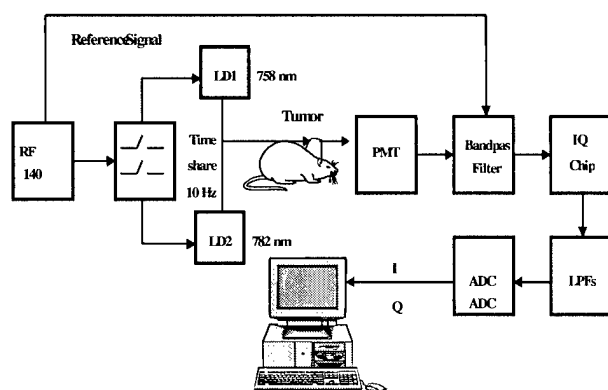 ReferenceSignal
LD1
758 nm
RF
140
Time
share
10 Hz
Tumor
PMT
Bandpas
Filter
IQ
Chip
LD2
782 nm
I
Q
ADC
ADC
LPFs